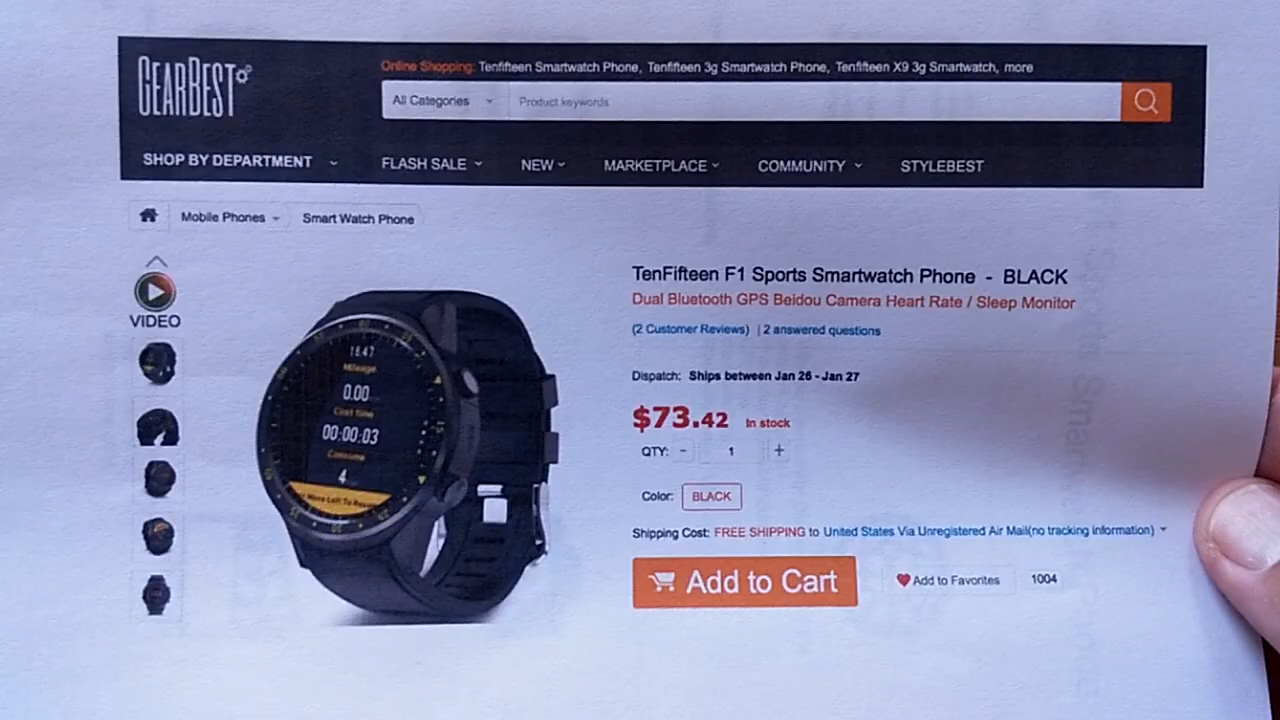 GEARBEST
Online Shopping: Tenfifteen Smartwatch Phone, Tenfifteen 3g Smartwatch Phone, Tenfifteen X9 3g Smartwatch, more
All Categories
Product keywords
SHOP BY DEPARTMENT
FLASH SALE
NEW
MARKETPLACE
COMMUNITY
STYLEBEST
Mobile Phones
Smart Watch Phone
VIDEO
18:47
Mileage
0.00
Cost time
00:00:03
Consume
4
TenFifteen F1 Sports Smartwatch Phone - BLACK
Dual Bluetooth GPS Beidou Camera Heart Rate / Sleep Monitor
(2 Customer Reviews) | 2 answered questions
Dispatch: Ships between Jan 26 - Jan 27
$73.42 In stock
QTY: - 1 +
Color: BLACK
Shipping Cost: FREE SHIPPING to United States Via Unregistered Air Mail(no tracking information)
Add to Cart
Add to Favorites
1004